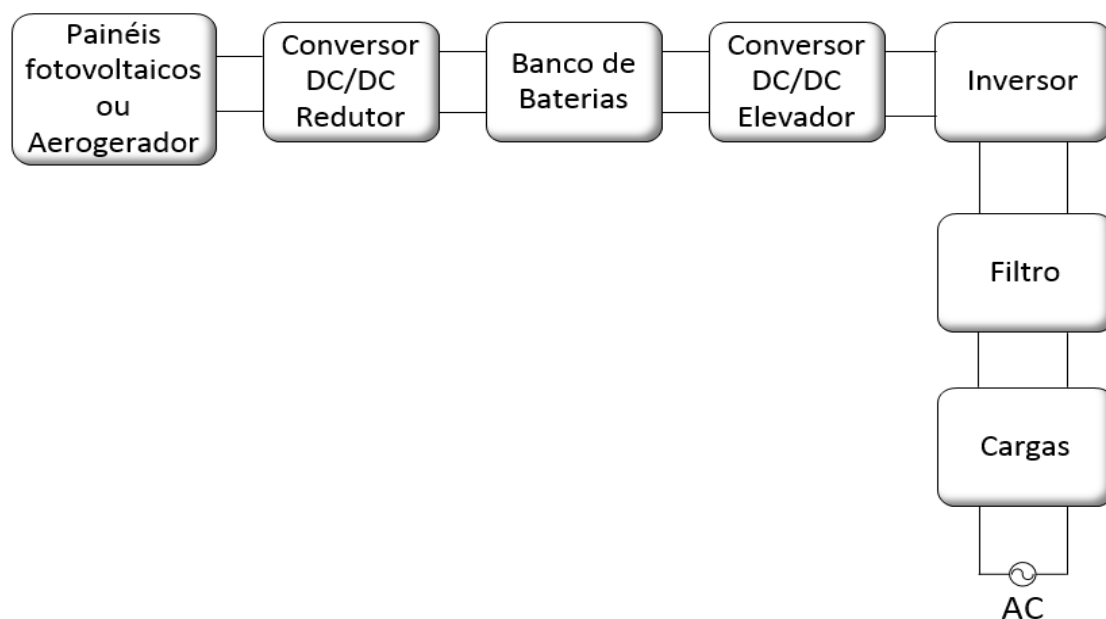 Painéis
fotovoltaicos
ou
Aerogerador
Conversor
DC/DC
Redutor
Banco de
Baterias
Conversor
DC/DC
Elevador
Inversor
Filtro
Cargas
AC